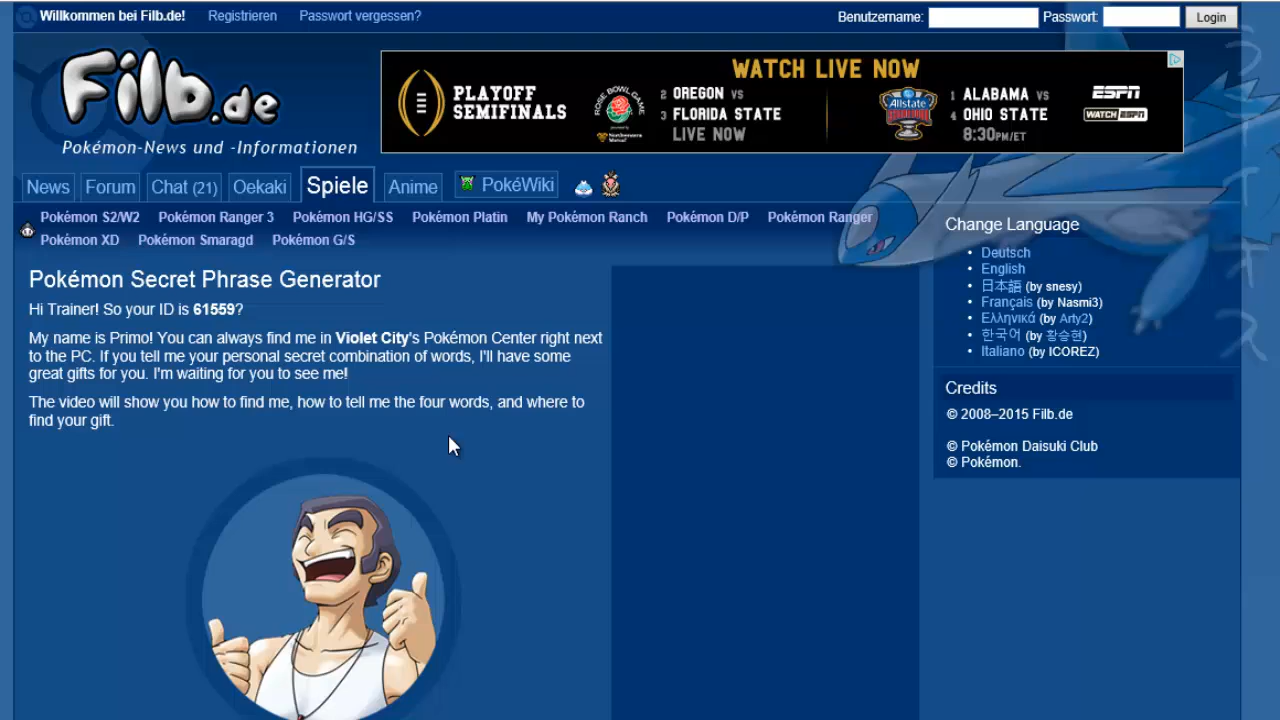 Willkommen bei Filb.de! Registrieren Passwort vergessen? Benutzername: Passwort: Login
Filb.de
Pokémon-News und -Informationen
WATCH LIVE NOW
PLAYOFF SEMIFINALS
ROSE BOWL GAME
2 OREGON VS
3 FLORIDA STATE
LIVE NOW
Allstate
1 ALABAMA VS
4 OHIO STATE
8:30PM/ET
ESPN
WATCH ESPN
News Forum Chat (21) Oekaki Spiele Anime PokéWiki
Pokémon S2/W2 Pokémon Ranger 3 Pokémon HG/SS Pokémon Platin My Pokémon Ranch Pokémon D/P Pokémon Ranger
Pokémon XD Pokémon Smaragd Pokémon G/S
Pokémon Secret Phrase Generator
Hi Trainer! So your ID is 61559?
My name is Primo! You can always find me in Violet City's Pokémon Center right next
to the PC. If you tell me your personal secret combination of words, I'll have some
great gifts for you. I'm waiting for you to see me!
The video will show you how to find me, how to tell me the four words, and where to
find your gift.
Change Language
Deutsch
English
日本語 (by snesy)
Français (by Nasmi3)
Ελληνικά (by Arty2)
한국어 (by 황승현)
Italiano (by ICOREZ)
Credits
© 2008–2015 Filb.de
© Pokémon Daisuki Club
© Pokémon.
ラティオス